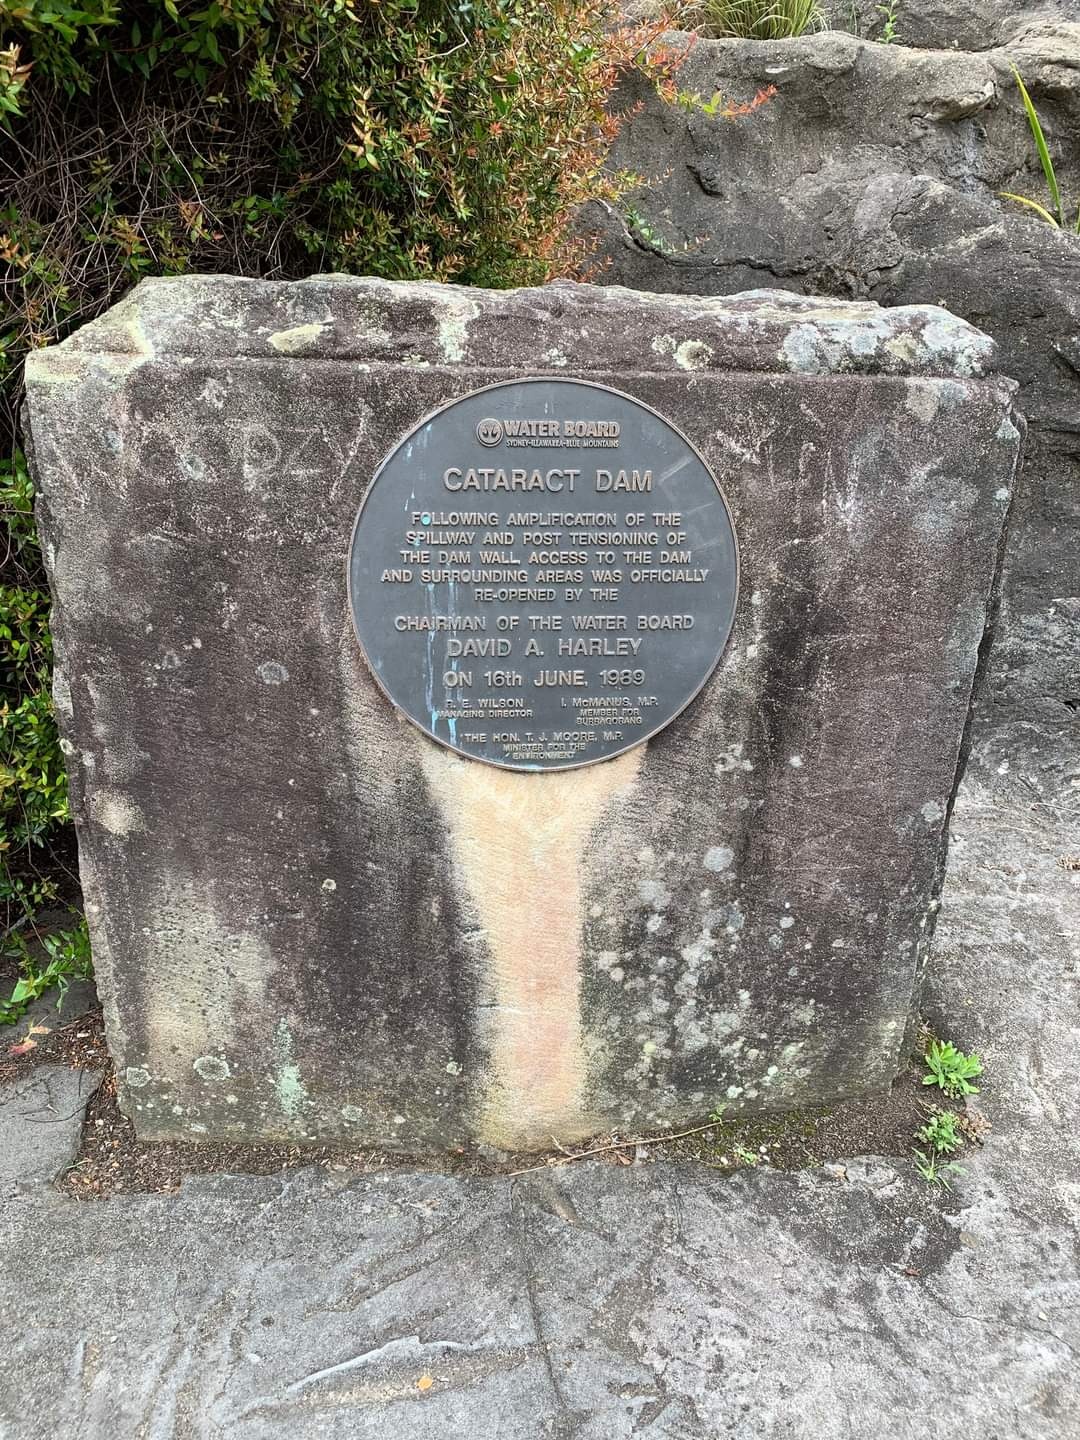 WATER BOARD
SYDNEY-ILLAWARRA-BLUE MOUNTAINS
CATARACT DAM
FOLLOWING AMPLIFICATION OF THE
SPILLWAY AND POST TENSIONING OF
THE DAM WALL, ACCESS TO THE DAM
AND SURROUNDING AREAS WAS OFFICIALLY
RE-OPENED BY THE
CHAIRMAN OF THE WATER BOARD
DAVID A. HARLEY
ON 16th JUNE, 1989
R. E. WILSON I. McMANUS, M.P.
MANAGING DIRECTOR MEMBER FOR
BURRAGORANG
THE HON. T. J. MOORE, M.P.
MINISTER FOR THE
ENVIRONMENT